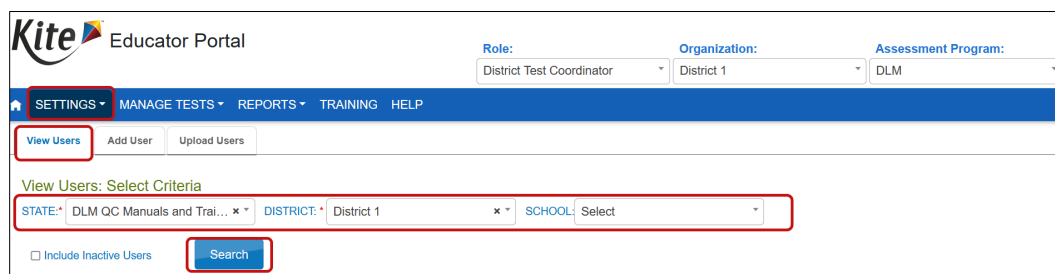 Kite Educator Portal
Role: Organization: Assessment Program:
District Test Coordinator District 1 DLM
SETTINGS MANAGE TESTS REPORTS TRAINING HELP
View Users Add User Upload Users
View Users: Select Criteria
STATE:* DLM QC Manuals and Trai... × DISTRICT: * District 1 × SCHOOL: Select
Include Inactive Users Search